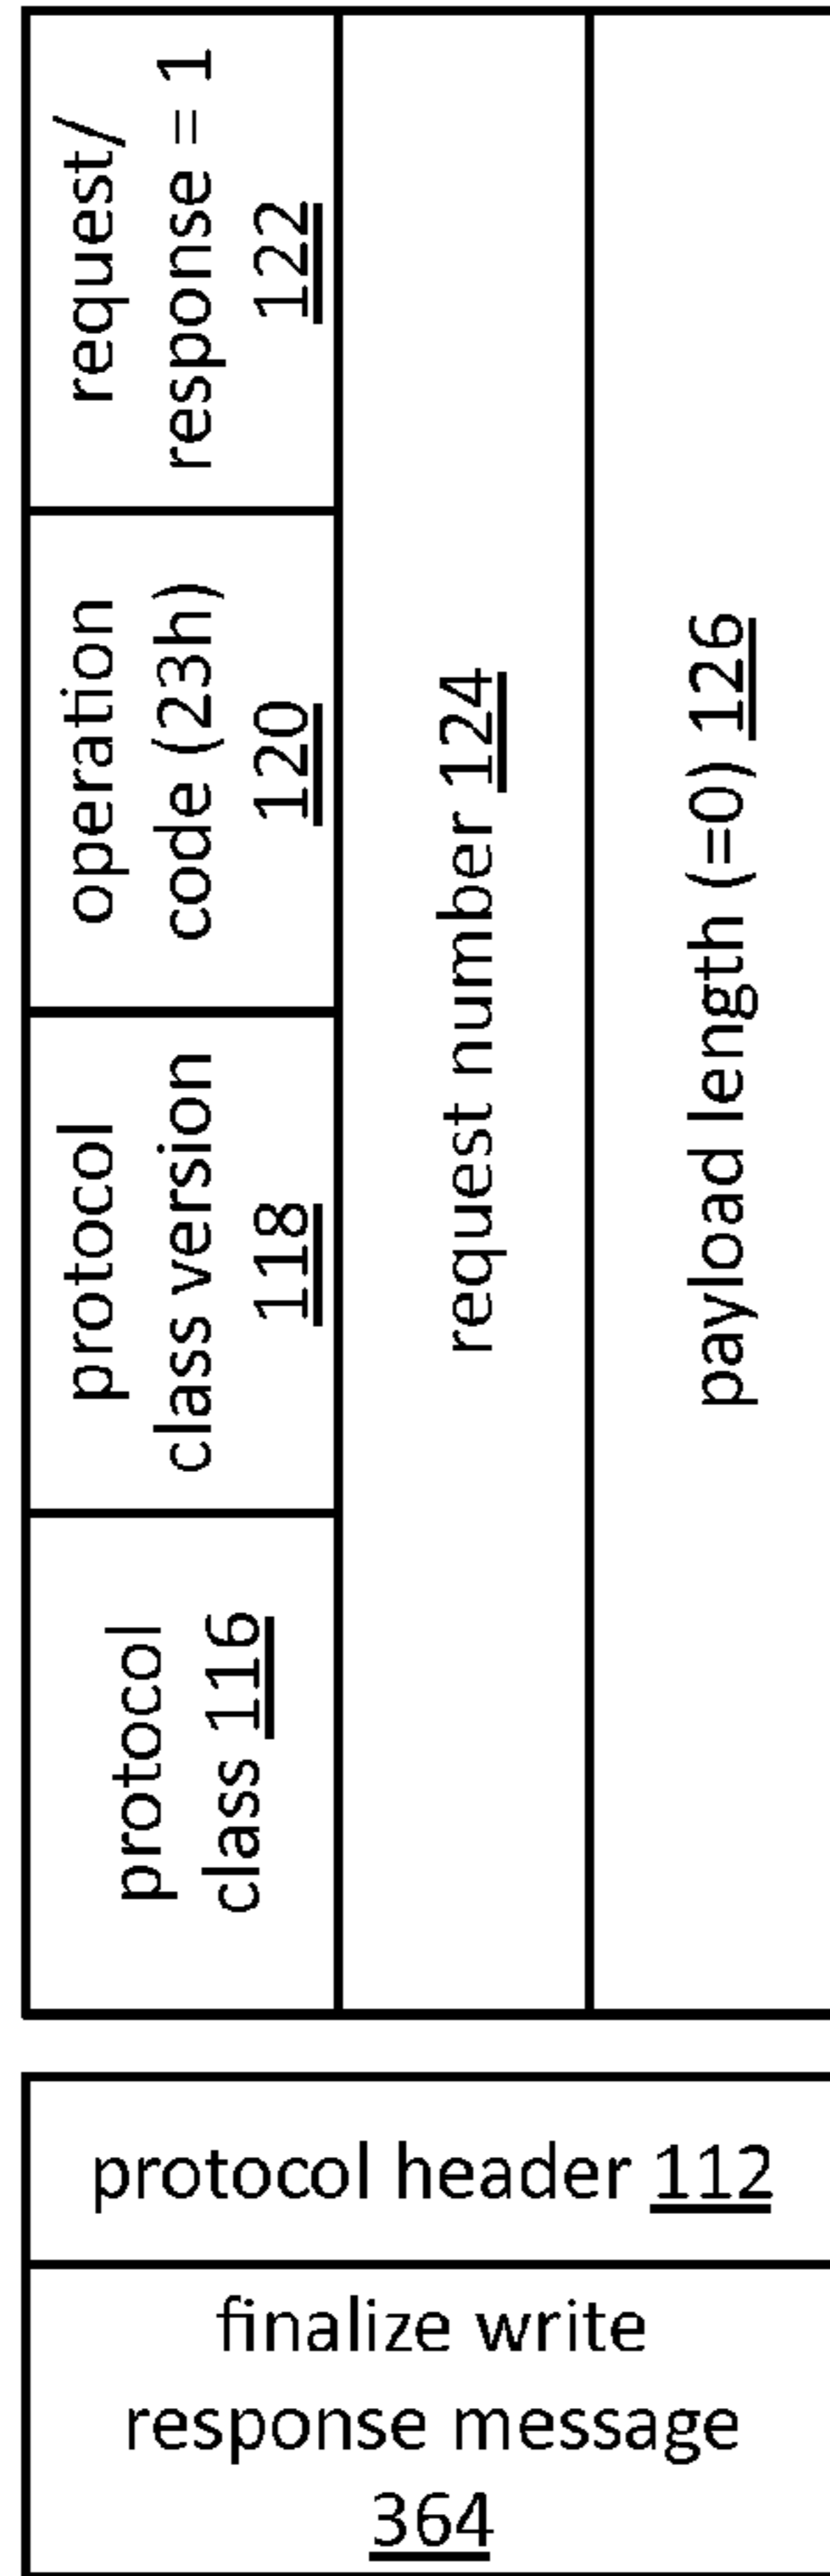 protocol
class 116
protocol
class version
118
operation
code (23h)
120
request/
response = 1
122
request number 124
payload length (=0) 126
protocol header 112
finalize write
response message
364